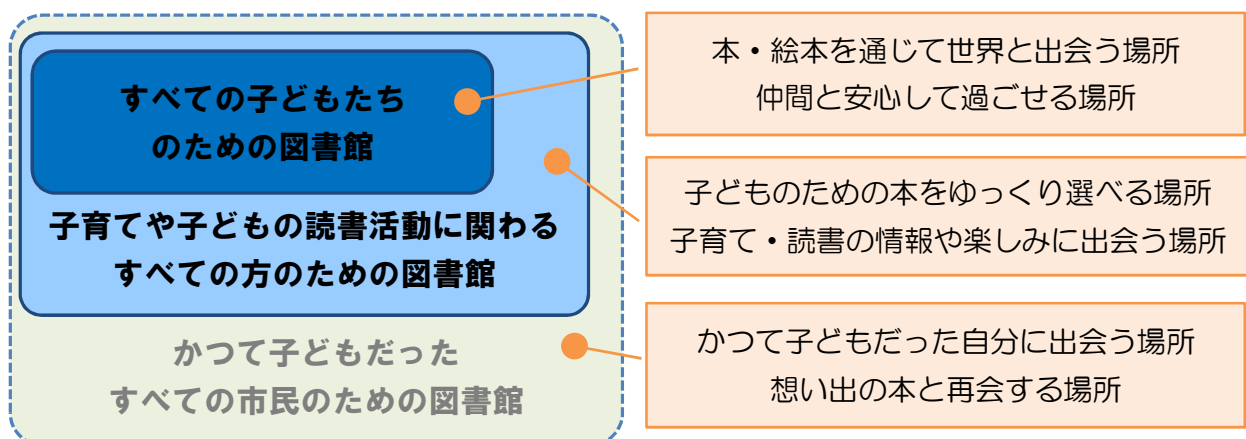 すべての子どもたち
のための図書館
子育てや子どもの読書活動に関わる
すべての方のための図書館
かつて子どもだった
すべての市民のための図書館
本・絵本を通じて世界と出会う場所
仲間と安心して過ごせる場所
子どものための本をゆっくり選べる場所
子育て・読書の情報や楽しみに出会う場所
かつて子どもだった自分に出会う場所
想い出の本と再会する場所